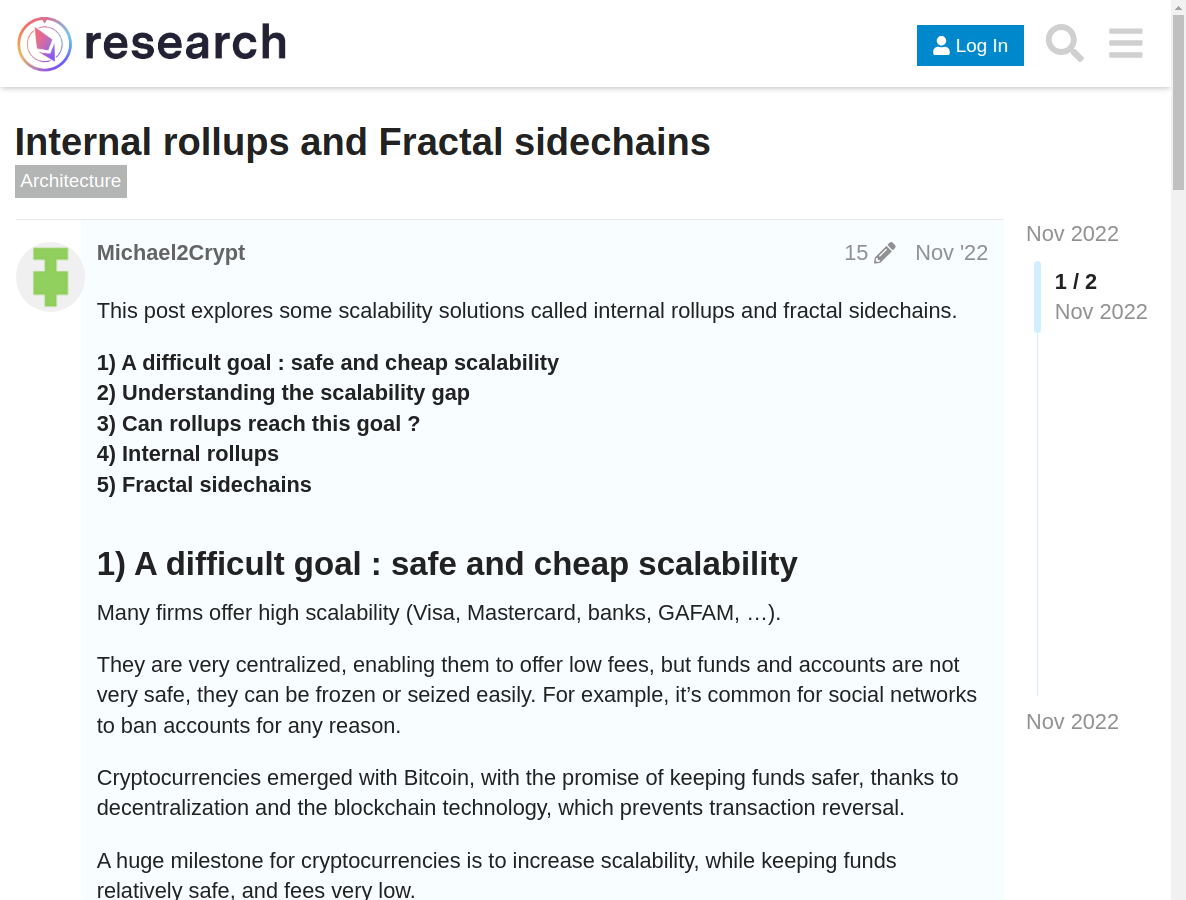 research
Log In
Internal rollups and Fractal sidechains
Architecture
Michael2Crypt
15
Nov '22
This post explores some scalability solutions called internal rollups and fractal sidechains.
1) A difficult goal : safe and cheap scalability
2) Understanding the scalability gap
3) Can rollups reach this goal ?
4) Internal rollups
5) Fractal sidechains
1) A difficult goal : safe and cheap scalability
Many firms offer high scalability (Visa, Mastercard, banks, GAFAM, …).
They are very centralized, enabling them to offer low fees, but funds and accounts are not
very safe, they can be frozen or seized easily. For example, it’s common for social networks
to ban accounts for any reason.
Cryptocurrencies emerged with Bitcoin, with the promise of keeping funds safer, thanks to
decentralization and the blockchain technology, which prevents transaction reversal.
A huge milestone for cryptocurrencies is to increase scalability, while keeping funds
relatively safe, and fees very low.
Nov 2022
1 / 2
Nov 2022
Nov 2022